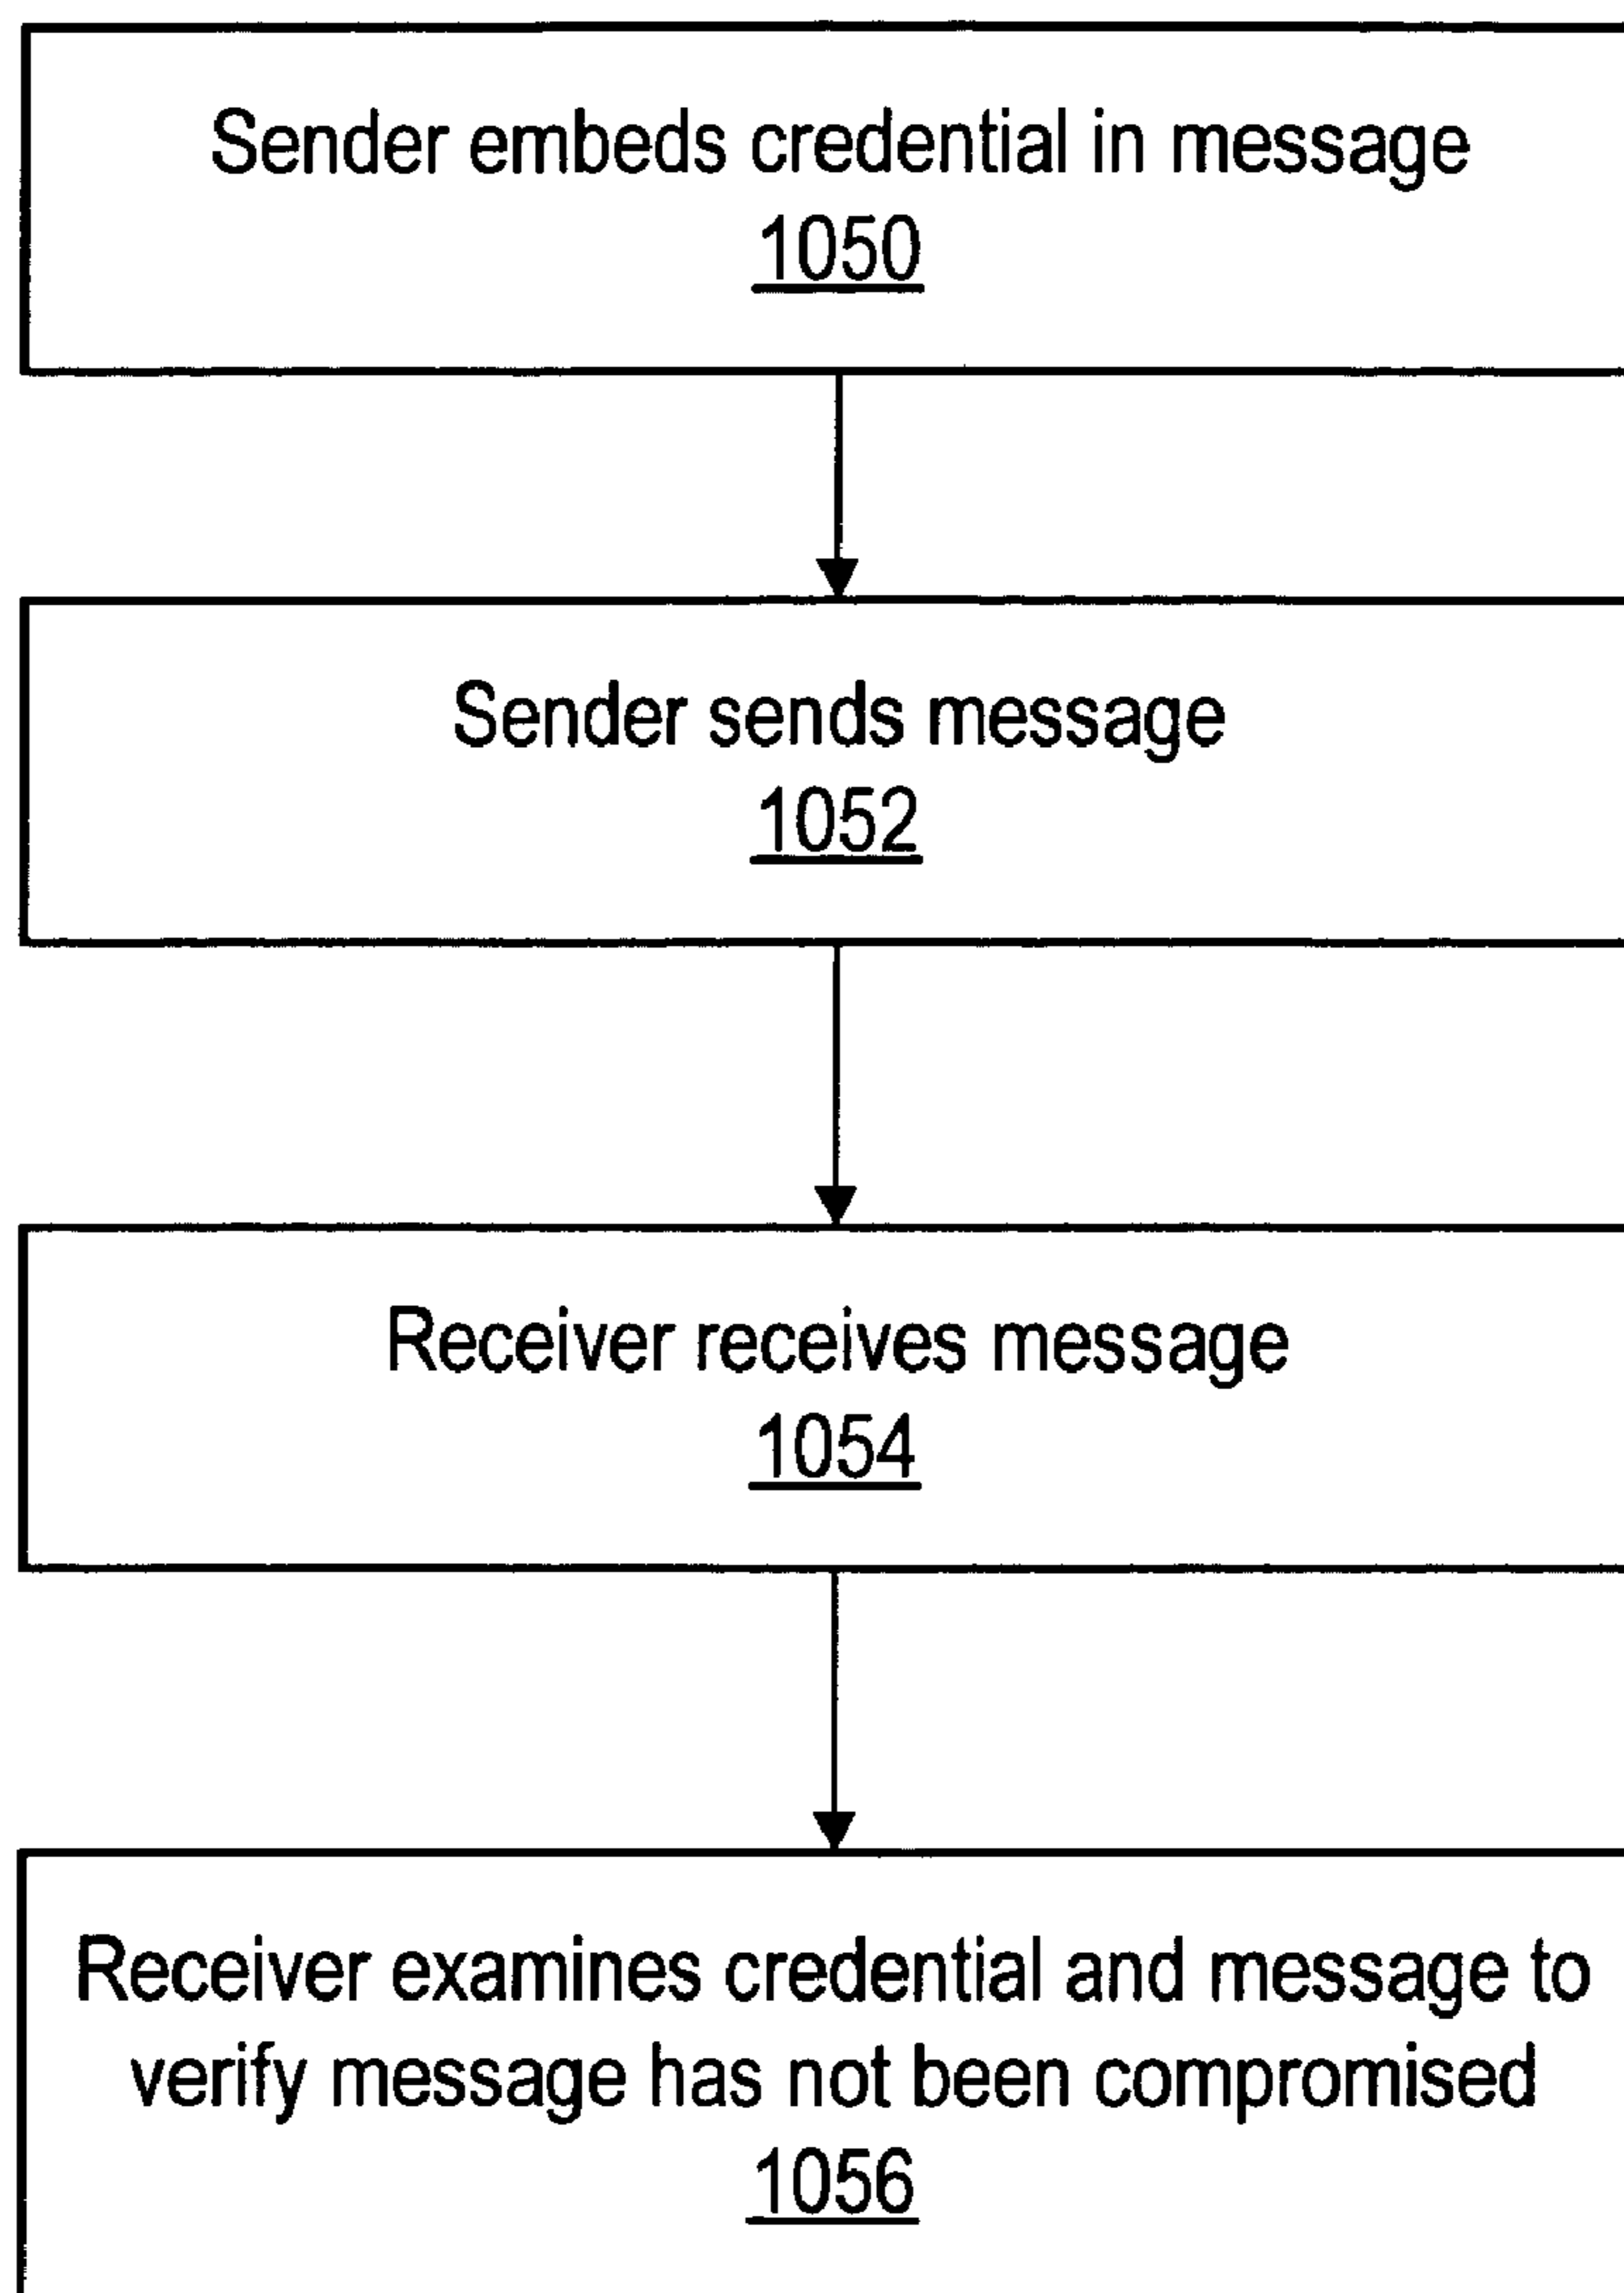 Sender embeds credential in message
1050
Sender sends message
1052
Receiver receives message
1054
Receiver examines credential and message to
verify message has not been compromised
1056